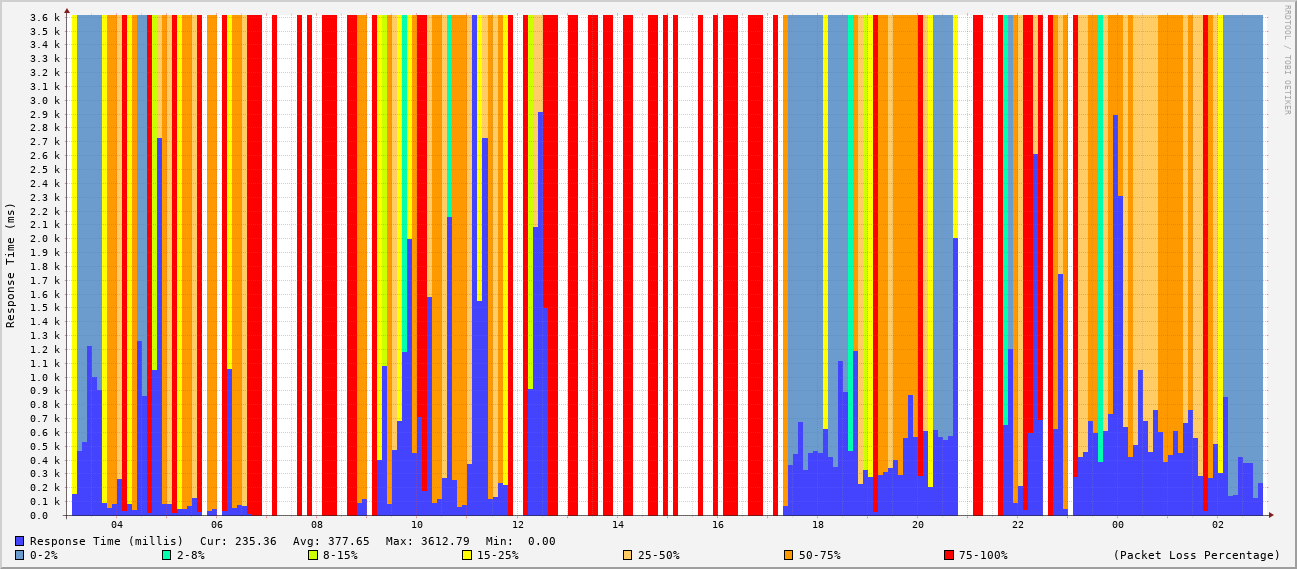 RRDTOOL / TOBI OETIKER
Response Time (ms)
3.6 k
3.5 k
3.4 k
3.3 k
3.2 k
3.1 k
3.0 k
2.9 k
2.8 k
2.7 k
2.6 k
2.5 k
2.4 k
2.3 k
2.2 k
2.1 k
2.0 k
1.9 k
1.8 k
1.7 k
1.6 k
1.5 k
1.4 k
1.3 k
1.2 k
1.1 k
1.0 k
0.9 k
0.8 k
0.7 k
0.6 k
0.5 k
0.4 k
0.3 k
0.2 k
0.1 k
0.0
04 06 08 10 12 14 16 18 20 22 00 02
Response Time (millis) Cur: 235.36 Avg: 377.65 Max: 3612.79 Min: 0.00
0-2% 2-8% 8-15% 15-25% 25-50% 50-75% 75-100% (Packet Loss Percentage)